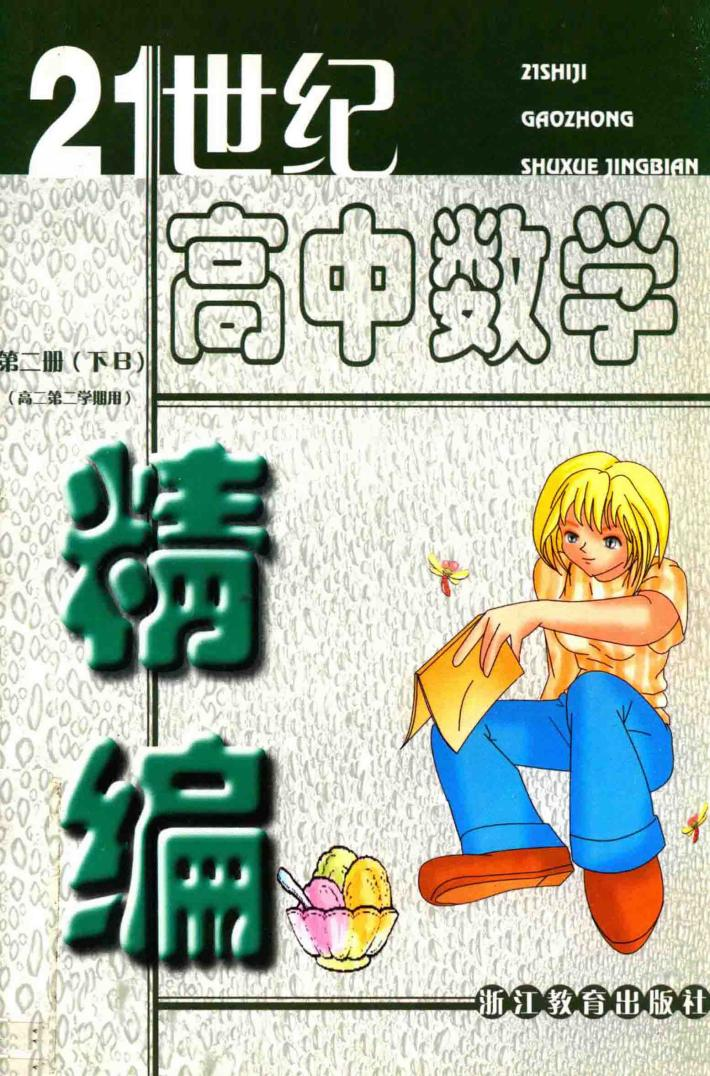 21世纪
21SHIJI
GAOZHONG
SHUXUE JINGBIAN
高中数学
第二册(下B)
(高二第二学期用)
精
编
浙江教育出版社